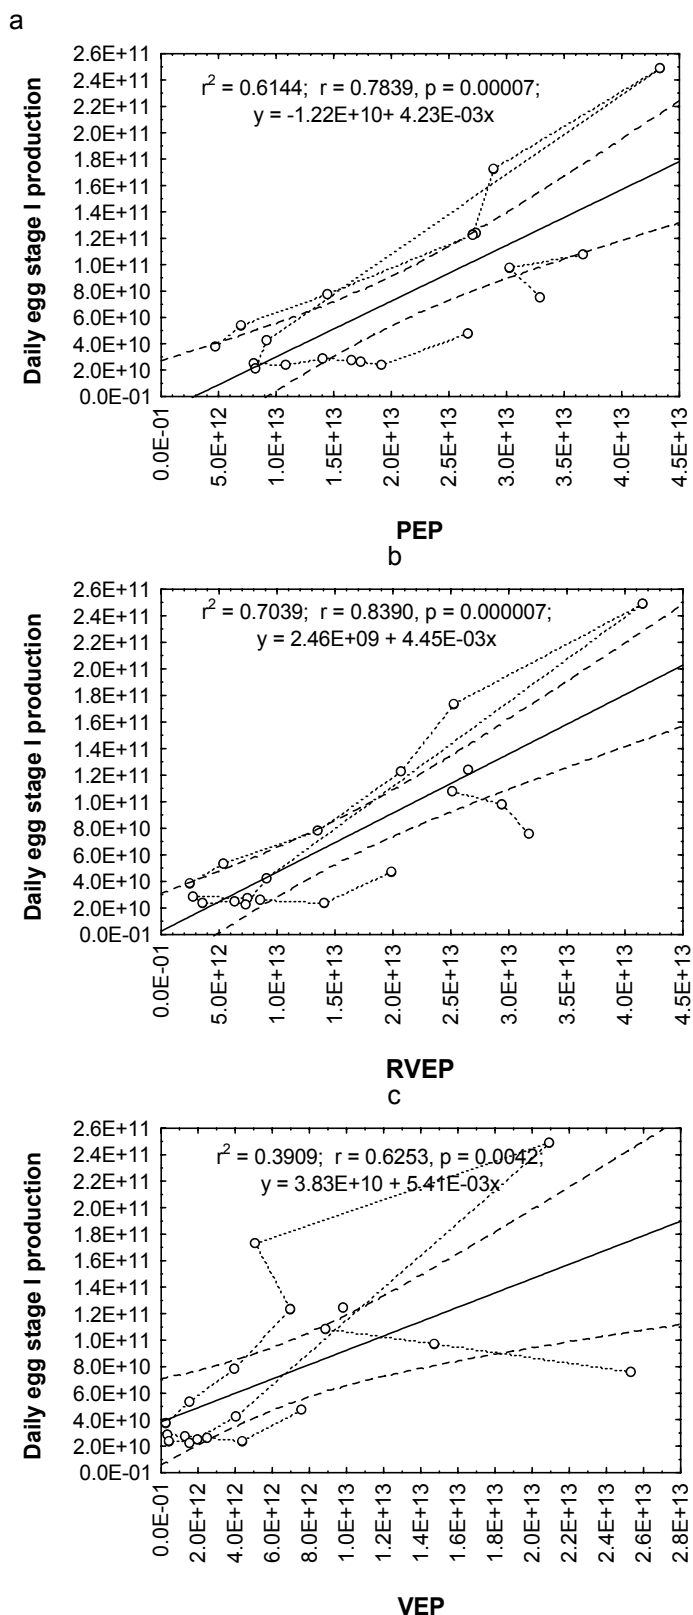 a
2.6E+11
2.4E+11
2.2E+11
2.0E+11
1.8E+11
1.6E+11
1.4E+11
1.2E+11
1.0E+11
8.0E+10
6.0E+10
4.0E+10
2.0E+10
0.0E-01
Daily egg stage I production
r² = 0.6144; r = 0.7839, p = 0.00007;
y = -1.22E+10+ 4.23E-03x
0.0E-01
5.0E+12
1.0E+13
1.5E+13
2.0E+13
2.5E+13
3.0E+13
3.5E+13
4.0E+13
4.5E+13
PEP
b
2.6E+11
2.4E+11
2.2E+11
2.0E+11
1.8E+11
1.6E+11
1.4E+11
1.2E+11
1.0E+11
8.0E+10
6.0E+10
4.0E+10
2.0E+10
0.0E-01
Daily egg stage I production
r² = 0.7039; r = 0.8390, p = 0.000007;
y = 2.46E+09 + 4.45E-03x
0.0E-01
5.0E+12
1.0E+13
1.5E+13
2.0E+13
2.5E+13
3.0E+13
3.5E+13
4.0E+13
4.5E+13
RVEP
c
2.6E+11
2.4E+11
2.2E+11
2.0E+11
1.8E+11
1.6E+11
1.4E+11
1.2E+11
1.0E+11
8.0E+10
6.0E+10
4.0E+10
2.0E+10
0.0E-01
Daily egg stage I production
r² = 0.3909; r = 0.6253, p = 0.0042;
y = 3.83E+10 + 5.41E-03x
0.0E-01
2.0E+12
4.0E+12
6.0E+12
8.0E+12
1.0E+13
1.2E+13
1.4E+13
1.6E+13
1.8E+13
2.0E+13
2.2E+13
2.4E+13
2.6E+13
2.8E+13
VEP